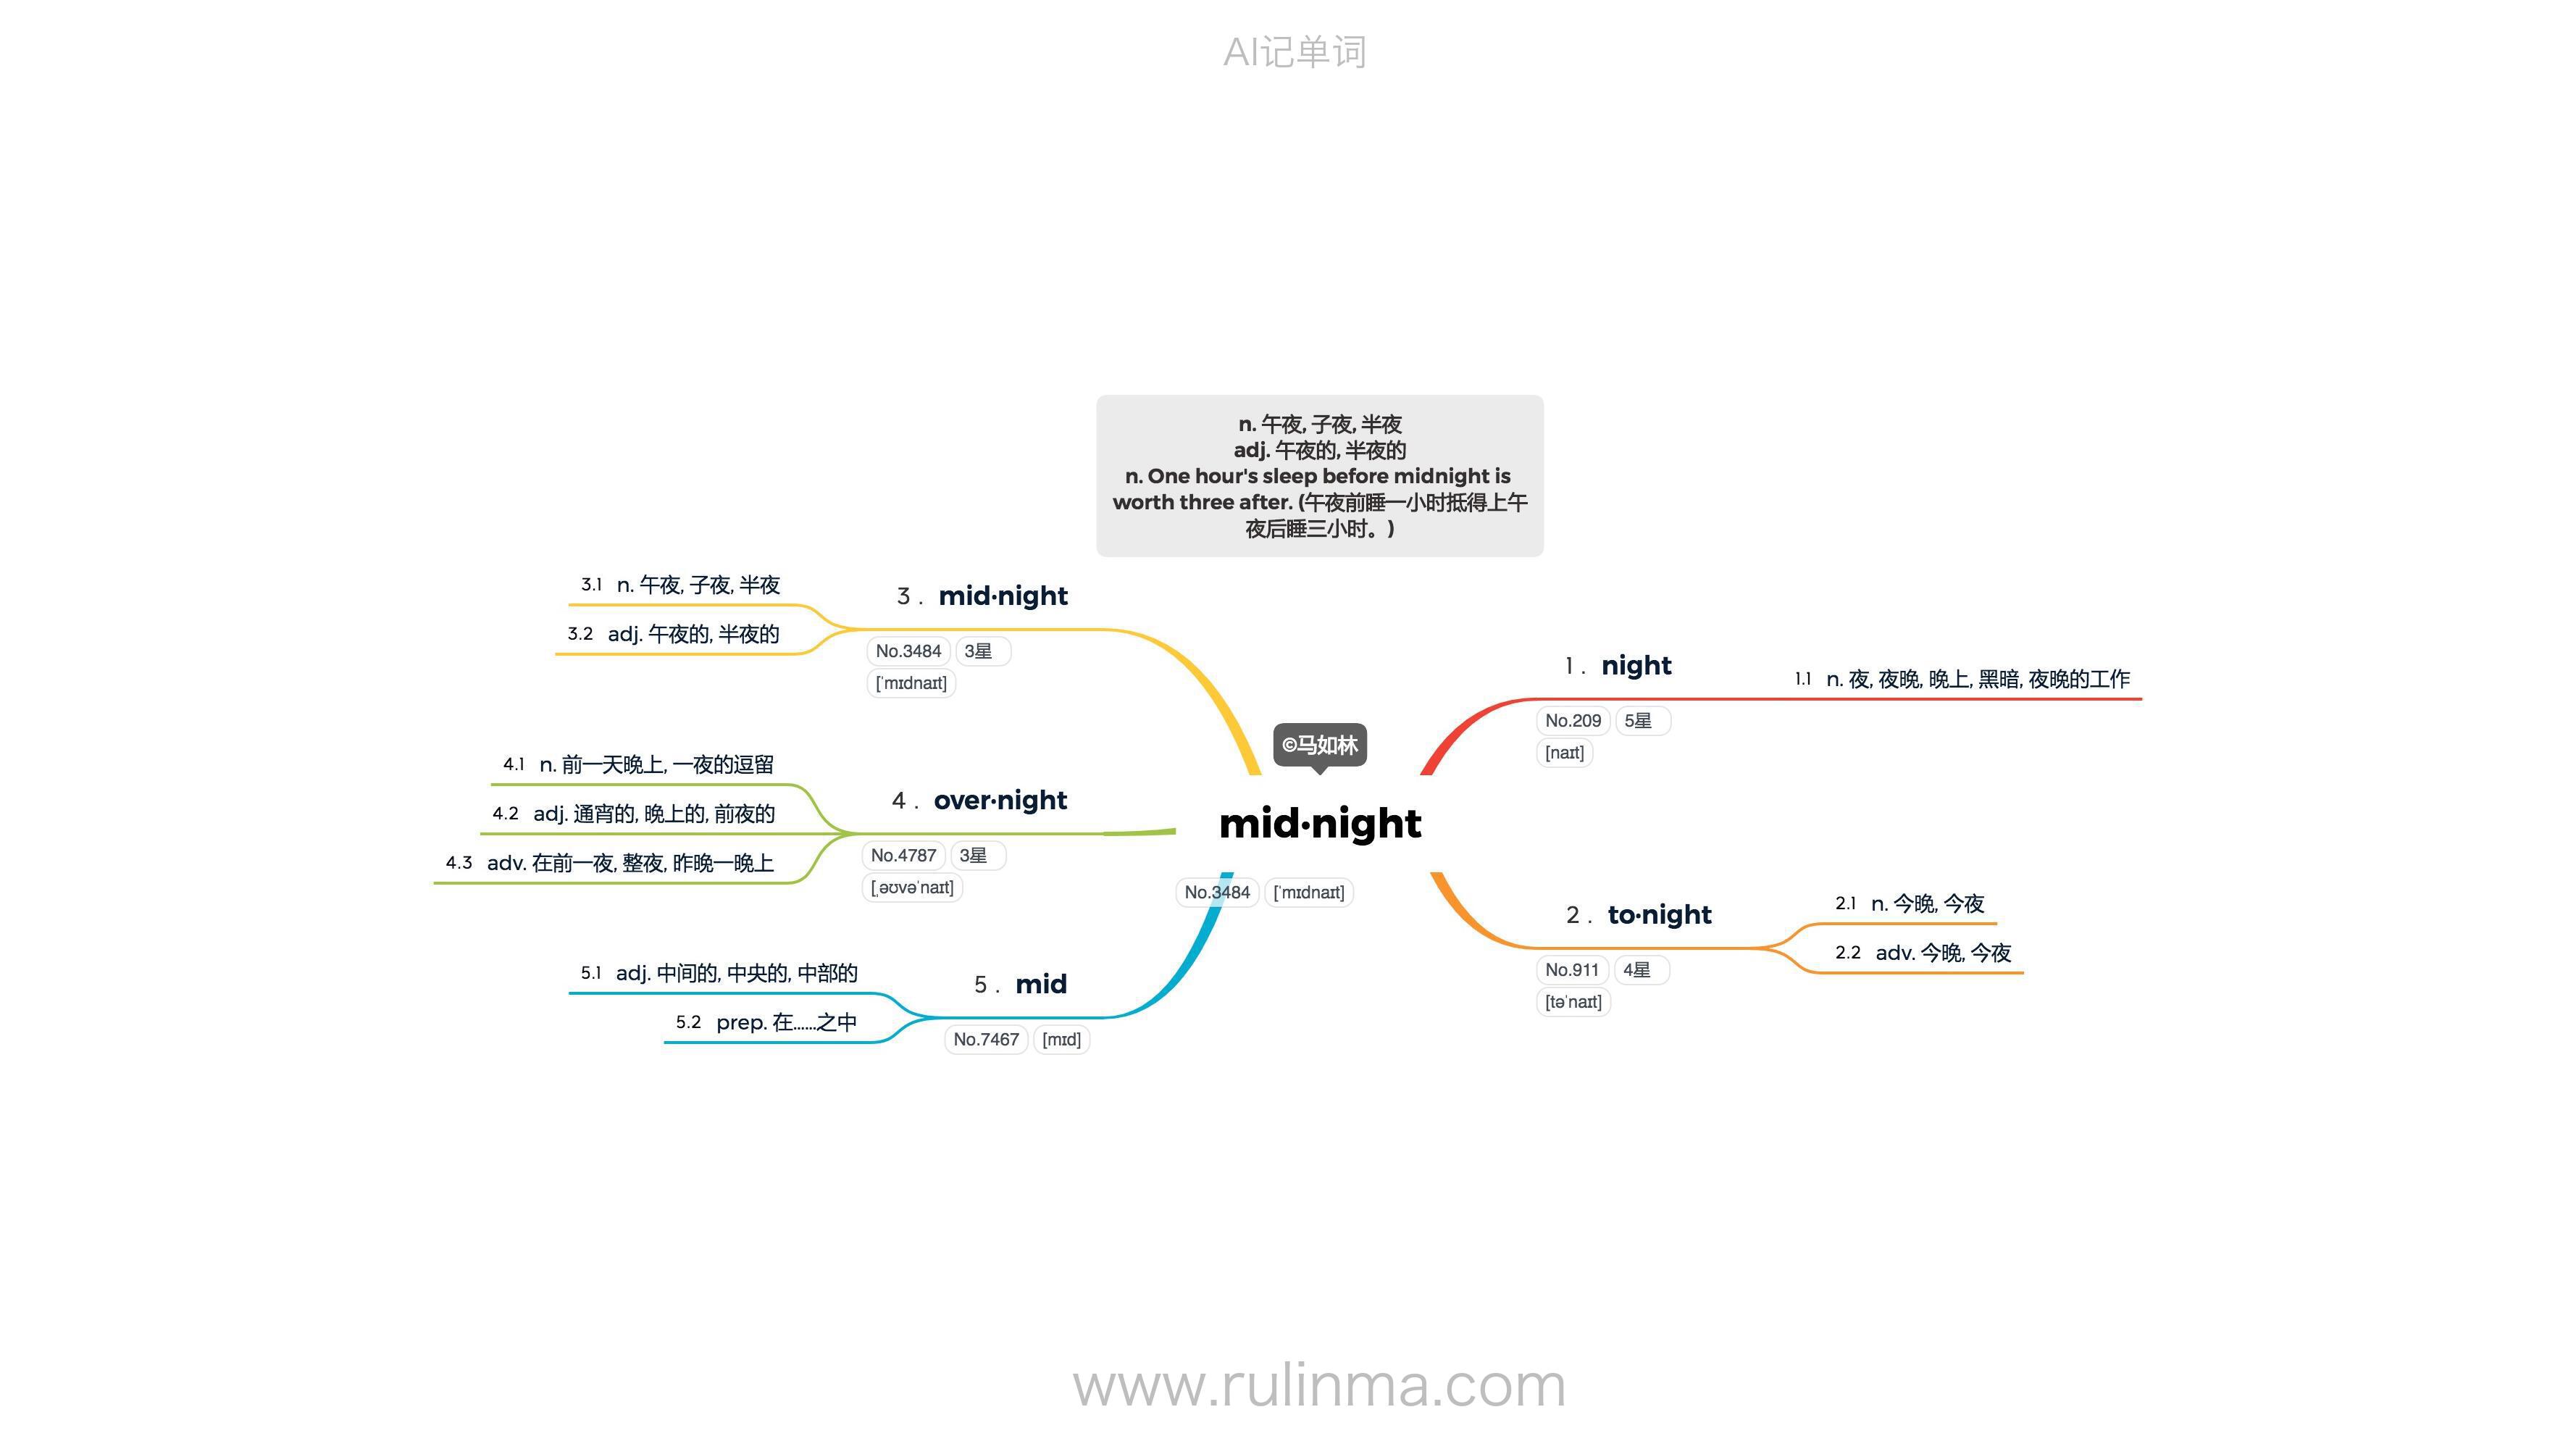 AI记单词
n. 午夜, 子夜, 半夜
adj. 午夜的, 半夜的
n. One hour's sleep before midnight is
worth three after. (午夜前睡一小时抵得上午
夜后睡三小时。)
©马如林
mid·night
No.3484 [ˈmɪdnaɪt]
1. night
No.209 5星
[naɪt]
1.1 n. 夜, 夜晚, 晚上, 黑暗, 夜晚的工作
2. to·night
No.911 4星
[təˈnaɪt]
2.1 n. 今晚, 今夜
2.2 adv. 今晚, 今夜
3. mid·night
No.3484 3星
[ˈmɪdnaɪt]
3.1 n. 午夜, 子夜, 半夜
3.2 adj. 午夜的, 半夜的
4. over·night
No.4787 3星
[ˌəʊvəˈnaɪt]
4.1 n. 前一天晚上, 一夜的逗留
4.2 adj. 通宵的, 晚上的, 前夜的
4.3 adv. 在前一夜, 整夜, 昨晚一晚上
5. mid
No.7467 [mɪd]
5.1 adj. 中间的, 中央的, 中部的
5.2 prep. 在……之中
www.rulinma.com